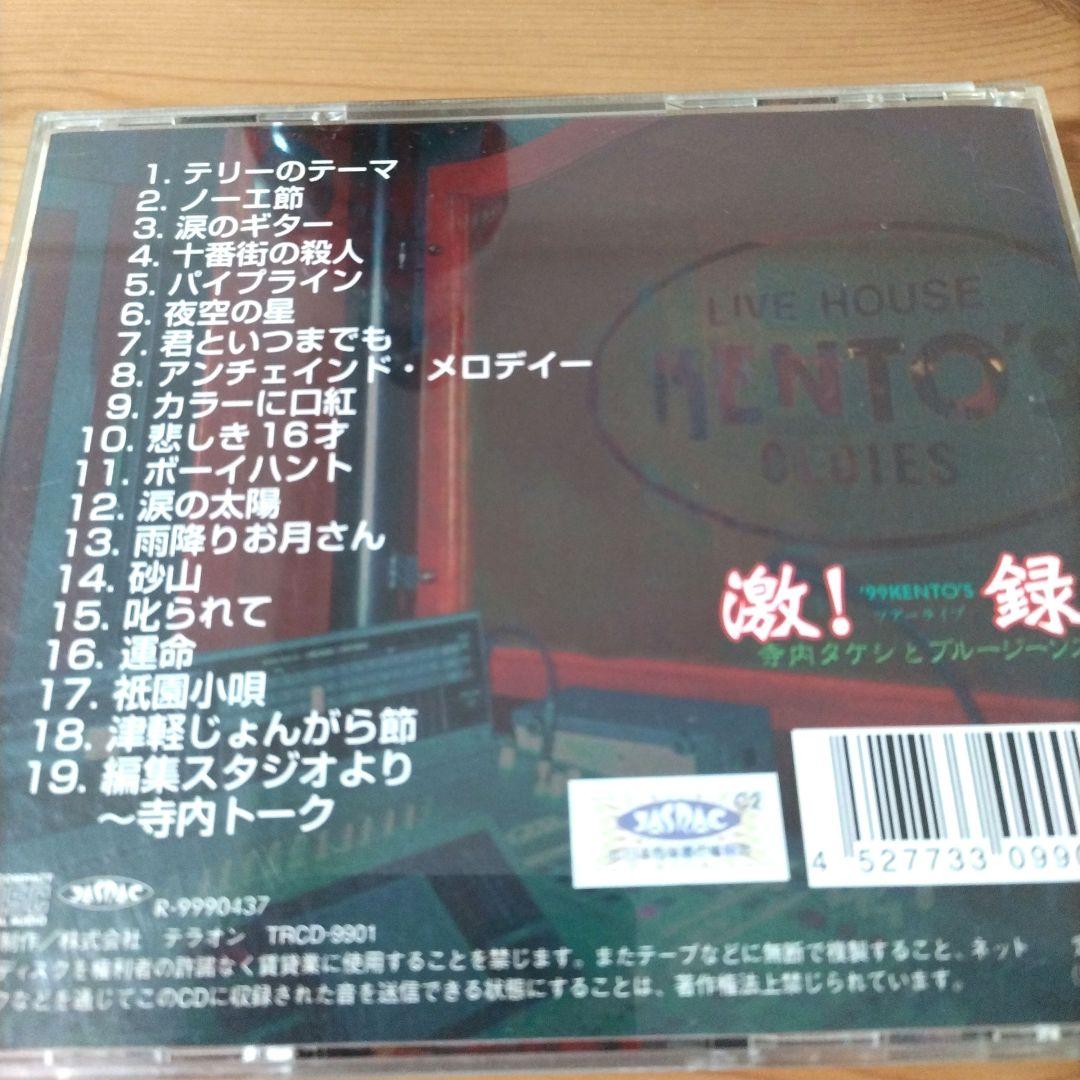 1. テリーのテーマ
2. ノーエ節
3. 涙のギター
4. 十番街の殺人
5. パイプライン
6. 夜空の星
7. 君といつまでも
8. アンチェインド・メロデイー
9. カラーに口紅
10. 悲しき16才
11. ボーイハント
12. 涙の太陽
13. 雨降りお月さん
14. 砂山
15. 叱られて
16. 運命
17. 祇園小唄
18. 津軽じょんがら節
19. 編集スタジオより
～寺内トーク
LIVE HOUSE
KENTO'S
OLDIES
激! 録
'99KENTO'S
ツアーライブ
寺内タケシとブルージーンズ
JASRAC
C2
4 527733 099
JASRAC
R-9990437
制作/株式会社 テラオン TRCD-9901
ディスクを権利者の許諾なく賃貸業に使用することを禁じます。またテープなどに無断で複製すること、ネット
クなどを通じてこのCDに収録された音を送信できる状態にすることは、著作権法上禁じられています。